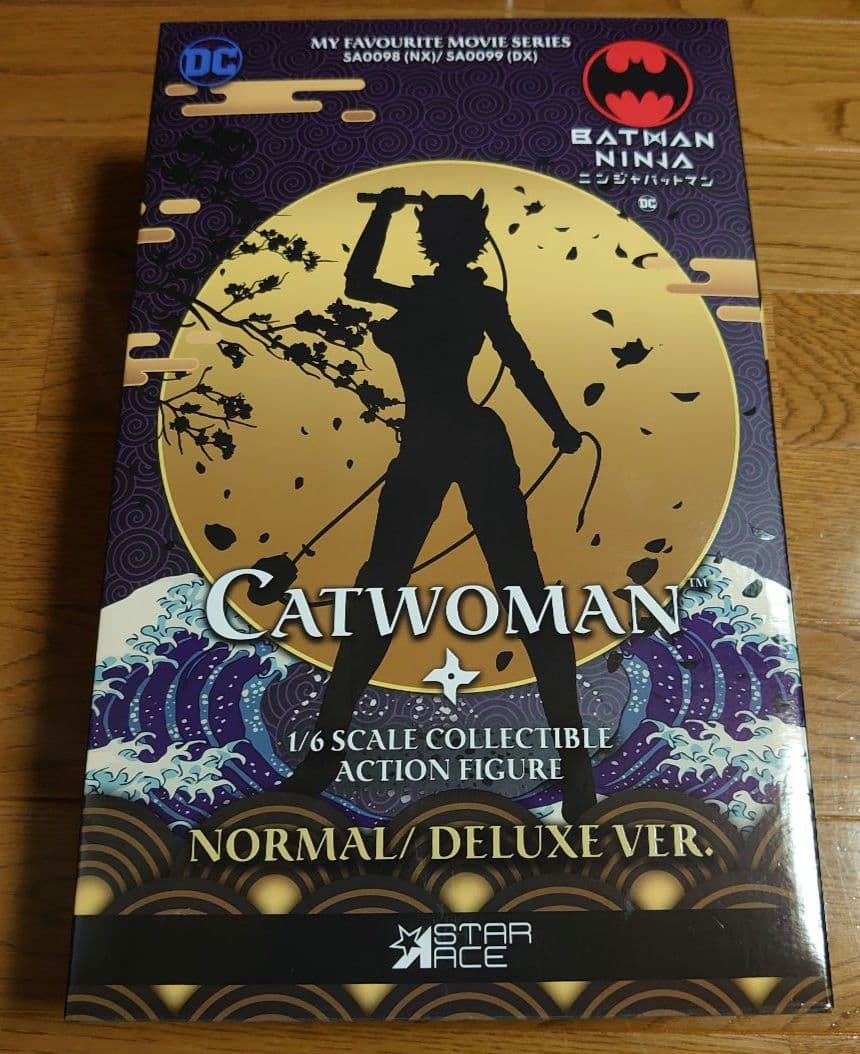 DC
MY FAVOURITE MOVIE SERIES
SA0098 (NX)/ SA0099 (DX)
BATMAN
NINJA
ニンジャバットマン
DC
CATWOMAN™
1/6 SCALE COLLECTIBLE
ACTION FIGURE
NORMAL/ DELUXE VER.
STAR
ACE